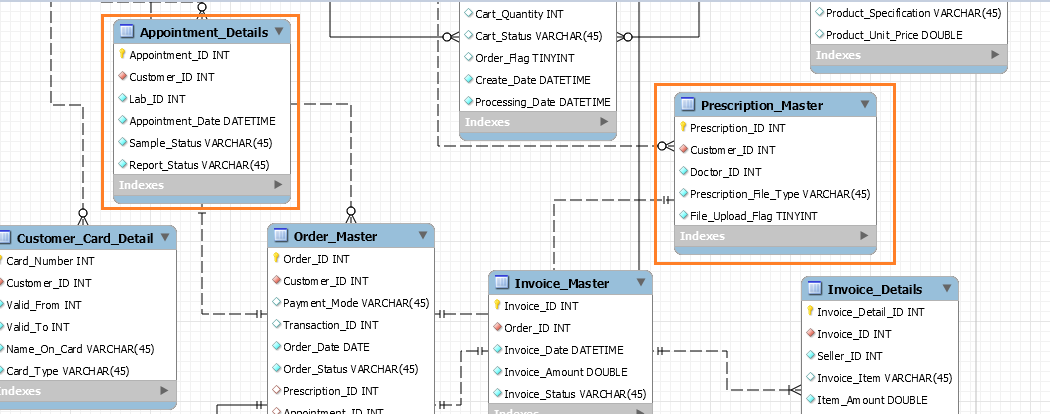 Appointment_Details
Appointment_ID INT
Customer_ID INT
Lab_ID INT
Appointment_Date DATETIME
Sample_Status VARCHAR(45)
Report_Status VARCHAR(45)
Indexes
Cart_Quantity INT
Cart_Status VARCHAR(45)
Order_Flag TINYINT
Create_Date DATETIME
Processing_Date DATETIME
Indexes
Product_Specification VARCHAR(45)
Product_Unit_Price DOUBLE
Indexes
Prescription_Master
Prescription_ID INT
Customer_ID INT
Doctor_ID INT
Prescription_File_Type VARCHAR(45)
File_Upload_Flag TINYINT
Indexes
Customer_Card_Detail
Card_Number INT
Customer_ID INT
Valid_From INT
Valid_To INT
Name_On_Card VARCHAR(45)
Card_Type VARCHAR(45)
Indexes
Order_Master
Order_ID INT
Customer_ID INT
Payment_Mode VARCHAR(45)
Transaction_ID INT
Order_Date DATE
Order_Status VARCHAR(45)
Prescription_ID INT
Appointment_ID INT
Invoice_Master
Invoice_ID INT
Order_ID INT
Invoice_Date DATETIME
Invoice_Amount DOUBLE
Invoice_Status VARCHAR(45)
Indexes
Invoice_Details
Invoice_Detail_ID INT
Invoice_ID INT
Seller_ID INT
Invoice_Item VARCHAR(45)
Item_Amount DOUBLE